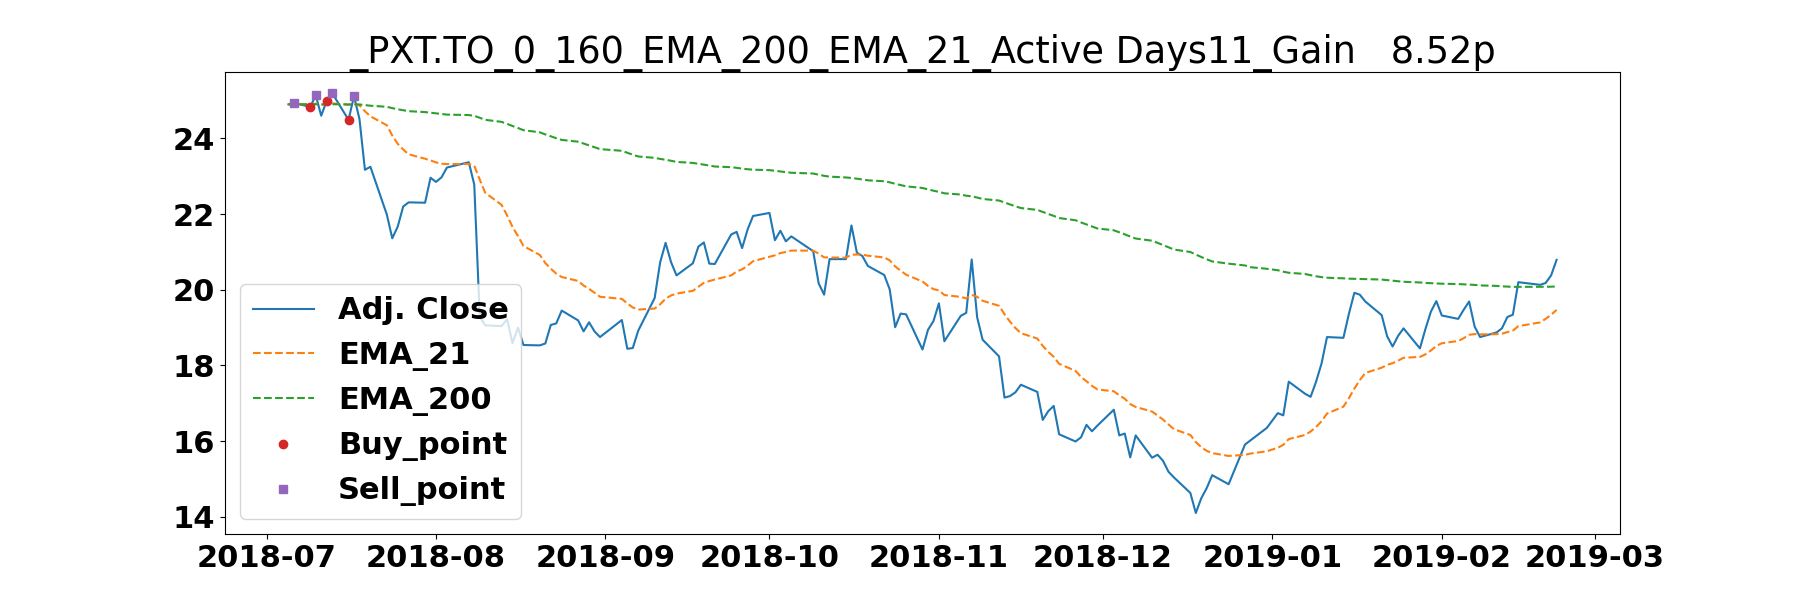 _PXT.TO_0_160_EMA_200_EMA_21_Active Days11_Gain   8.52p
24
22
20
18
16
14
Adj. Close
EMA_21
EMA_200
Buy_point
Sell_point
2018-07 2018-08 2018-09 2018-10 2018-11 2018-12 2019-01 2019-02 2019-03